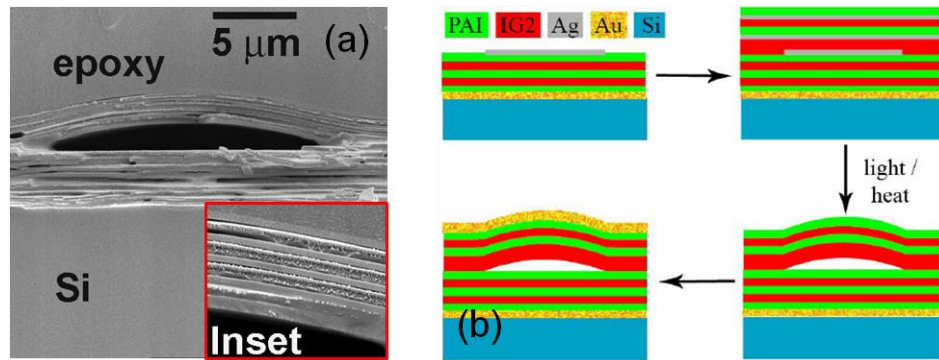 5 μm
(a)
epoxy
Si
Inset
PAI IG2 Ag Au Si
light /
heat
(b)